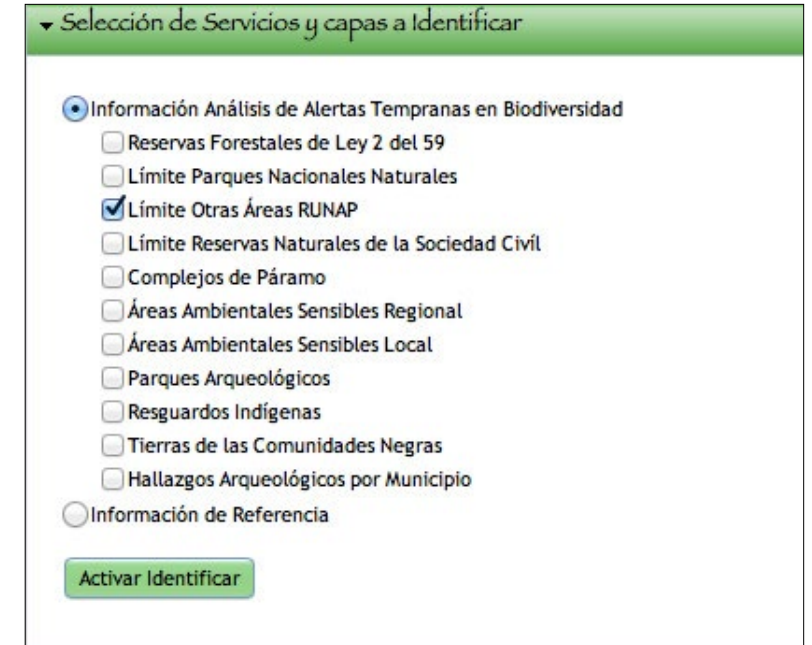 Selección de Servicios y capas a Identificar
Información Análisis de Alertas Tempranas en Biodiversidad
Reservas Forestales de Ley 2 del 59
Límite Parques Nacionales Naturales
Límite Otras Áreas RUNAP
Límite Reservas Naturales de la Sociedad Civíl
Complejos de Páramo
Áreas Ambientales Sensibles Regional
Áreas Ambientales Sensibles Local
Parques Arqueológicos
Resguardos Indígenas
Tierras de las Comunidades Negras
Hallazgos Arqueológicos por Municipio
Información de Referencia
Activar Identificar